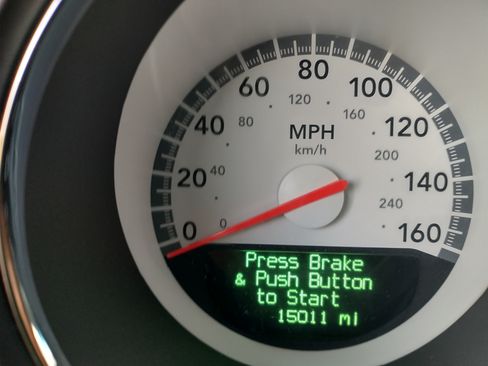 80
60 100
120 160
40 80 MPH 120
km/h 200
20 40 140
240
0 0 160
Press Brake
& Push Button
to Start
15011 mi